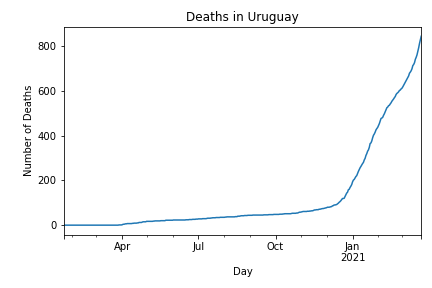 Deaths in Uruguay
Number of Deaths
800
600
400
200
0
Apr
Jul
Oct
Jan
2021
Day